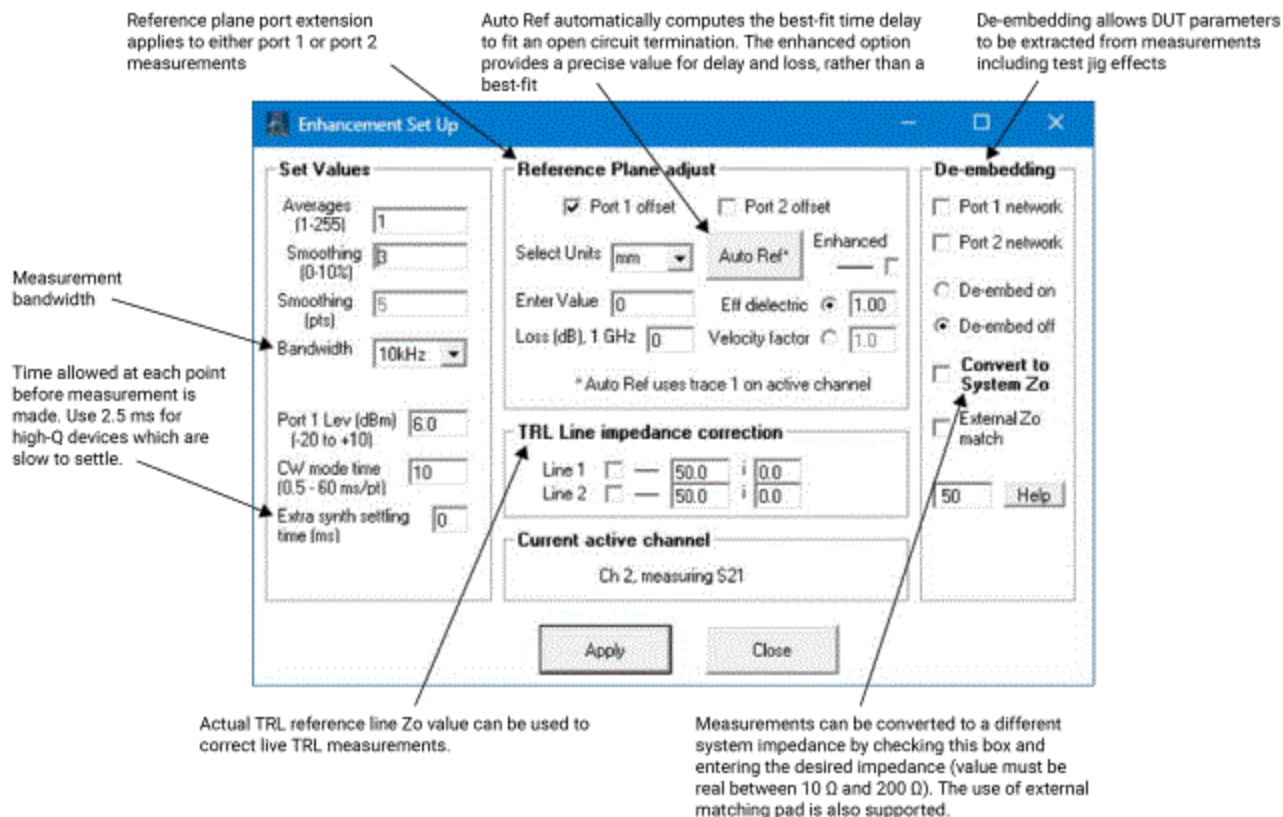 Reference plane port extension
applies to either port 1 or port 2
measurements
Auto Ref automatically computes the best-fit time delay
to fit an open circuit termination. The enhanced option
provides a precise value for delay and loss, rather than a
best-fit
De-embedding allows DUT parameters
to be extracted from measurements
including test jig effects
Enhancement Set Up
Set Values
Averages
(1-255)
1
Smoothing
(0-10%)
3
Smoothing
(pts)
5
Bandwidth
10kHz
Port 1 Lev (dBm)
(-20 to +10)
6.0
CW mode time
(0.5 - 60 ms/pt)
10
Extra synth settling
time (ms)
0
Measurement
bandwidth
Time allowed at each point
before measurement is
made. Use 2.5 ms for
high-Q devices which are
slow to settle.
Reference Plane adjust
Port 1 offset
Port 2 offset
Select Units
mm
Auto Ref*
Enhanced
Enter Value
0
Eff dielectric
1.00
Loss (dB), 1 GHz
0
Velocity factor
1.0
*Auto Ref uses trace 1 on active channel
TRL Line impedance correction
Line 1
50.0
i
0.0
Line 2
50.0
i
0.0
Current active channel
Ch 2, measuring S21
De-embedding
Port 1 network
Port 2 network
De-embed on
De-embed off
Convert to
System Zo
External Zo
match
50
Help
Apply
Close
Actual TRL reference line Zo value can be used to
correct live TRL measurements.
Measurements can be converted to a different
system impedance by checking this box and
entering the desired impedance (value must be
real between 10 Ω and 200 Ω). The use of external
matching pad is also supported.